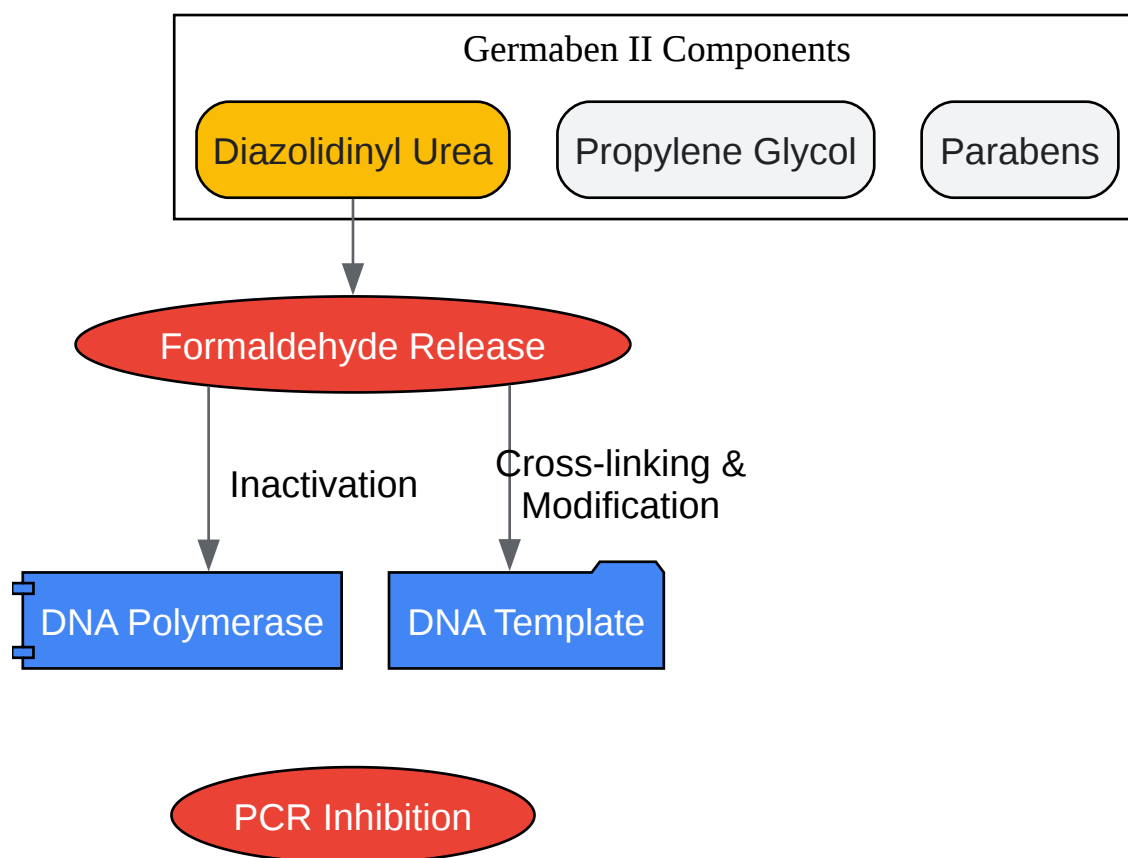 Germaben II Components
Diazolidinyl Urea
Propylene Glycol
Parabens
Formaldehyde Release
Inactivation
Cross-linking &
Modification
DNA Polymerase
DNA Template
PCR Inhibition